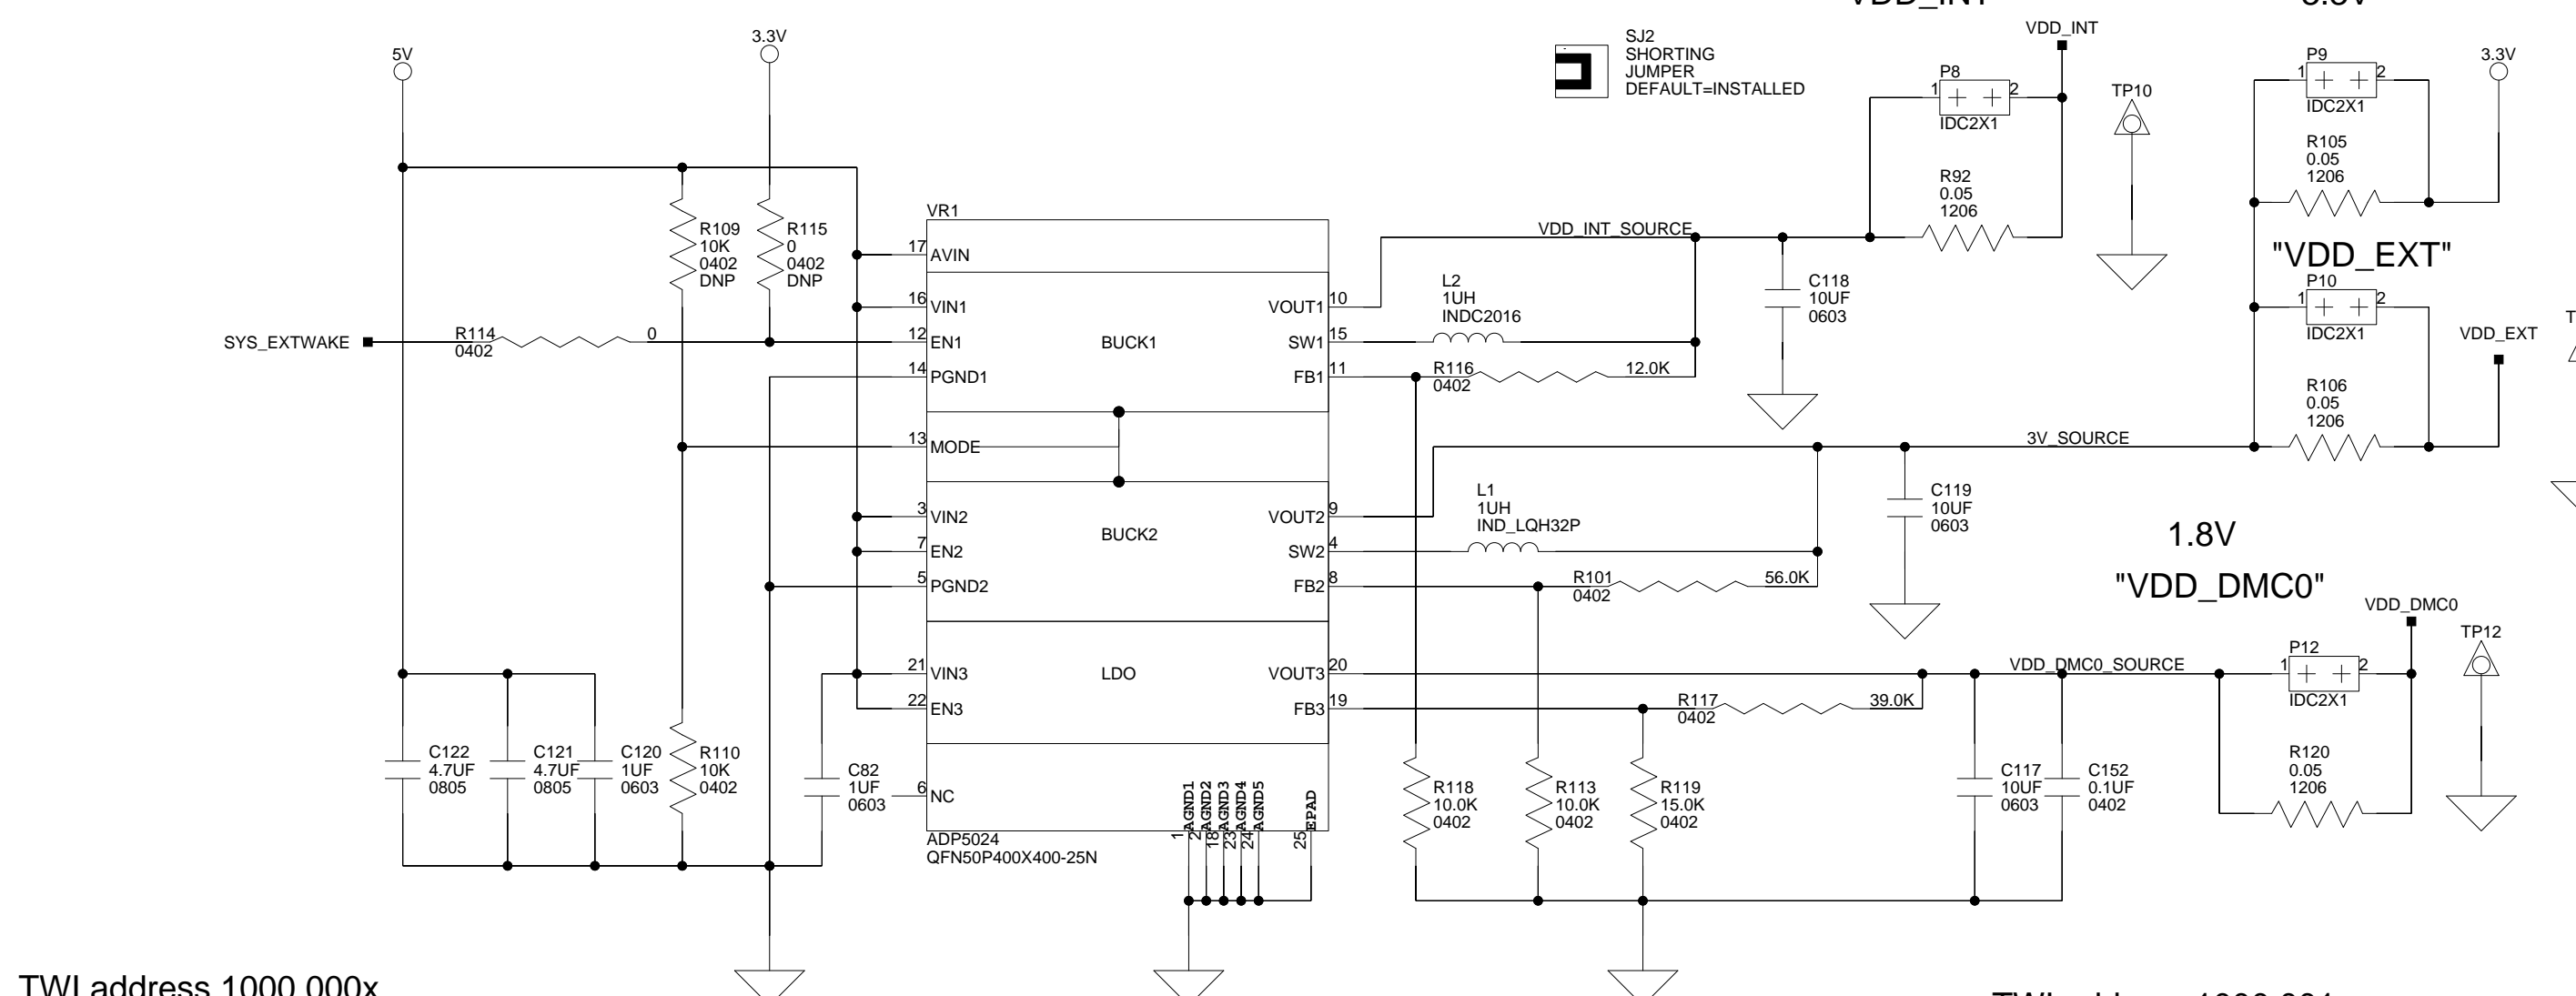 VDD_INT
3.3V
5V
3.3V
SJ2
SHORTING
JUMPER
DEFAULT=INSTALLED
VDD_INT
P8
1
2
IDC2X1
TP10
P9
1
2
IDC2X1
3.3V
R105
0.05
1206
R92
0.05
1206
"VDD_EXT"
P10
1
2
IDC2X1
VDD_EXT
R106
0.05
1206
R109
10K
0402
DNP
R115
0
0402
DNP
SYS_EXTWAKE
R114
0402
0
VR1
17 AVIN
16 VIN1
12 EN1
14 PGND1
13 MODE
3 VIN2
7 EN2
5 PGND2
21 VIN3
22 EN3
6 NC
BUCK1
BUCK2
LDO
VOUT1 10
SW1 15
FB1 11
VOUT2 9
SW2 4
FB2 8
VOUT3 20
FB3 19
1 AGND1
2 AGND2
18 AGND3
23 AGND4
24 AGND5
25 EPAD
ADP5024
QFN50P400X400-25N
VDD_INT_SOURCE
L2
1UH
INDC2016
R116
0402
12.0K
C118
10UF
0603
3V_SOURCE
L1
1UH
IND_LQH32P
R101
0402
56.0K
C119
10UF
0603
1.8V
"VDD_DMC0"
VDD_DMC0
TP12
VDD_DMC0_SOURCE
P12
1
2
IDC2X1
R117
0402
39.0K
R120
0.05
1206
C122
4.7UF
0805
C121
4.7UF
0805
C120
1UF
0603
R110
10K
0402
C82
1UF
0603
R118
10.0K
0402
R113
10.0K
0402
R119
15.0K
0402
C117
10UF
0603
C152
0.1UF
0402
TWI address 1000 000x